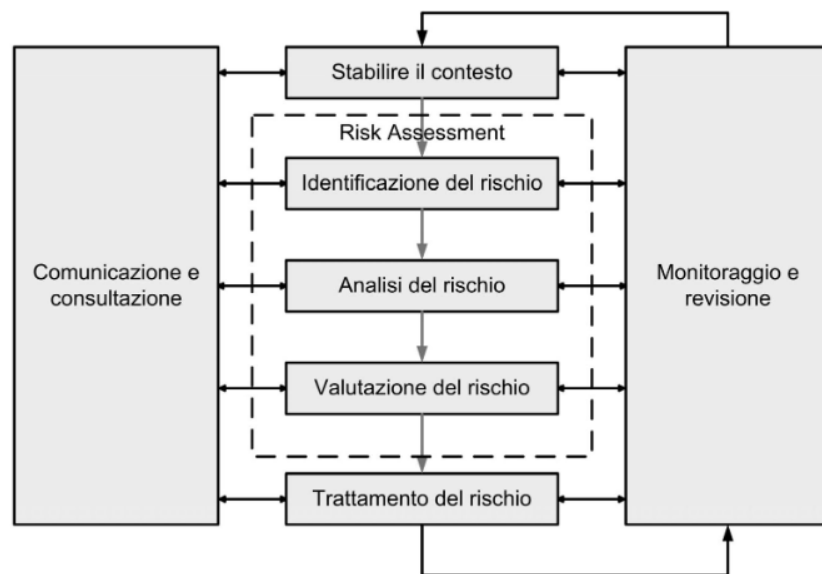 Stabilire il contesto
Risk Assessment
Identificazione del rischio
Comunicazione e
consultazione
Analisi del rischio
Monitoraggio e
revisione
Valutazione del rischio
Trattamento del rischio